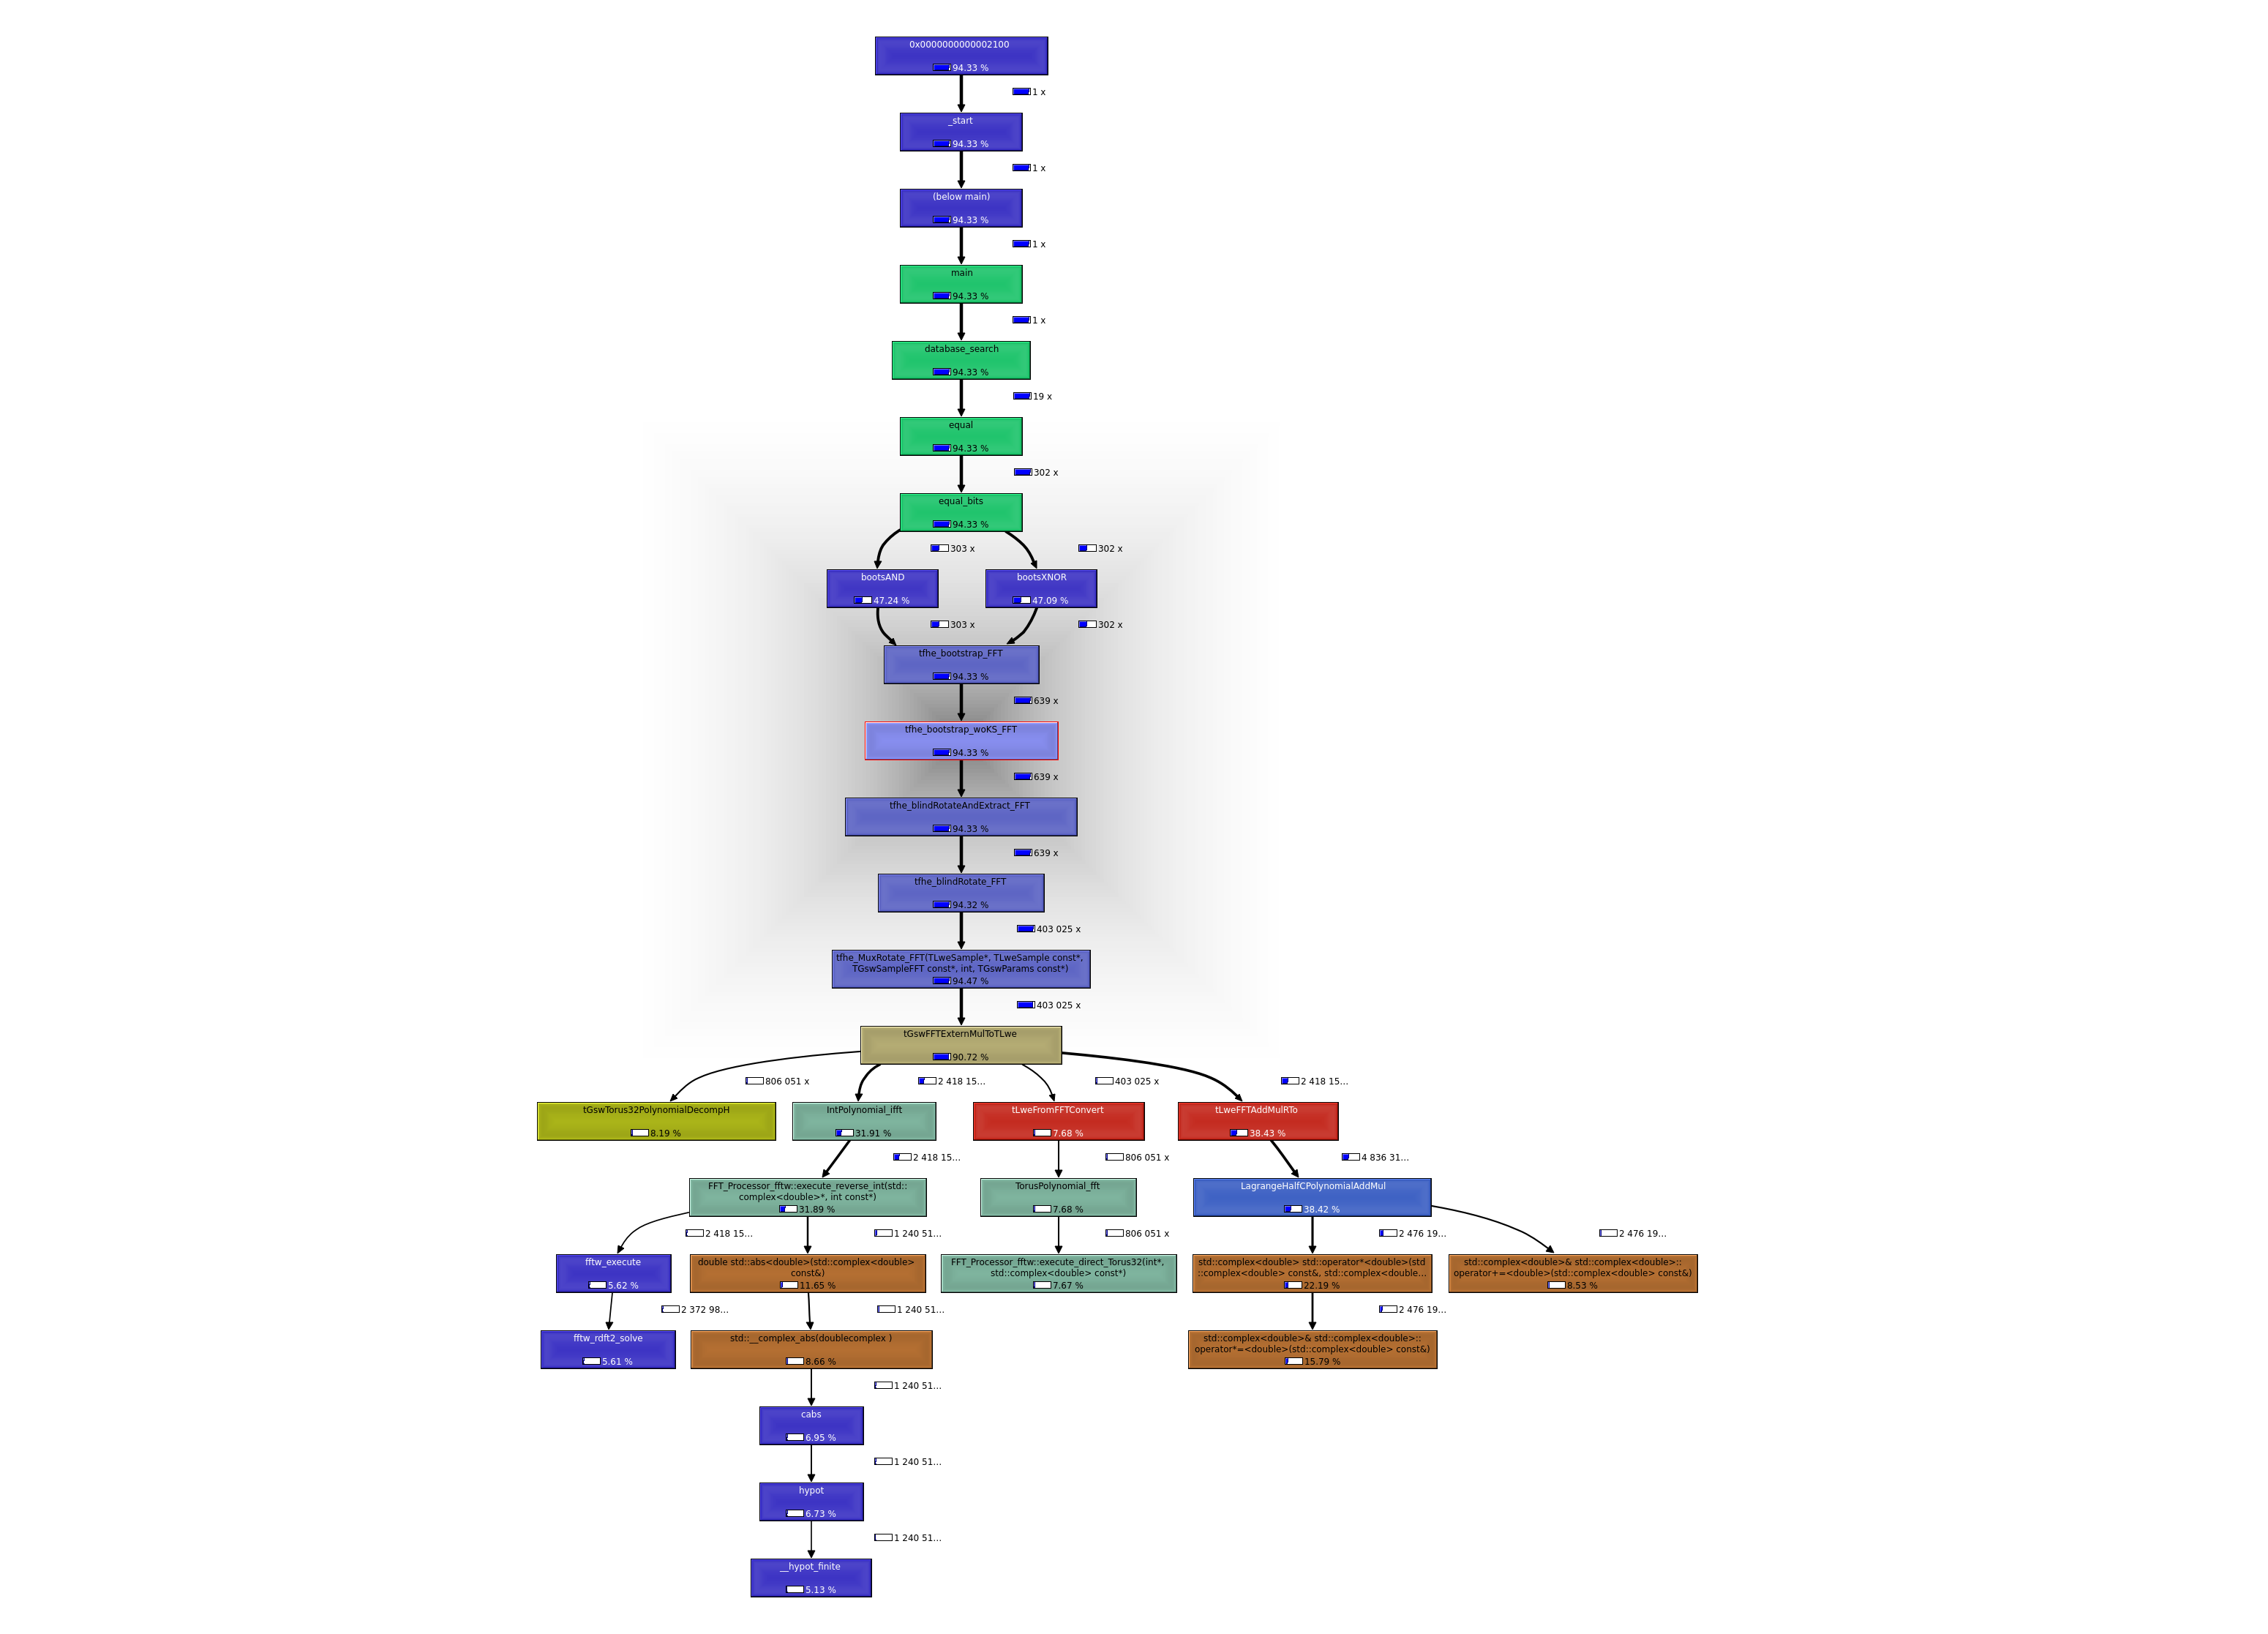 0x0000000000002100
94.33 %
1 x
_start
94.33 %
1 x
(below main)
94.33 %
1 x
main
94.33 %
1 x
database_search
94.33 %
19 x
equal
94.33 %
302 x
equal_bits
94.33 %
303 x
302 x
bootsAND
47.24 %
bootsXNOR
47.09 %
303 x
302 x
tfhe_bootstrap_FFT
94.33 %
639 x
tfhe_bootstrap_woKS_FFT
94.33 %
639 x
tfhe_blindRotateAndExtract_FFT
94.33 %
639 x
tfhe_blindRotate_FFT
94.32 %
403 025 x
tfhe_MuxRotate_FFT(TLweSample*, TLweSample const*,
TGswSampleFFT const*, int, TGswParams const*)
94.47 %
403 025 x
tGswFFTExternMulToTLwe
90.72 %
806 051 x
2 418 15...
403 025 x
2 418 15...
tGswTorus32PolynomialDecompH
8.19 %
IntPolynomial_ifft
31.91 %
tLweFromFFTConvert
7.68 %
tLweFFTAddMulRTo
38.43 %
2 418 15...
806 051 x
4 836 31...
FFT_Processor_fftw::execute_reverse_int(std::
complex<double>*, int const*)
31.89 %
TorusPolynomial_fft
7.68 %
LagrangeHalfCPolynomialAddMul
38.42 %
2 418 15...
1 240 51...
806 051 x
2 476 19...
2 476 19...
fftw_execute
5.62 %
double std::abs<double>(std::complex<double>
const&)
11.65 %
FFT_Processor_fftw::execute_direct_Torus32(int*,
std::complex<double> const*)
7.67 %
std::complex<double> std::operator*<double>(std
::complex<double> const&, std::complex<double...
22.19 %
std::complex<double>& std::complex<double>::
operator+=<double>(std::complex<double> const&)
8.53 %
2 372 98...
1 240 51...
2 476 19...
fftw_rdft2_solve
5.61 %
std::__complex_abs(doublecomplex )
8.66 %
std::complex<double>& std::complex<double>::
operator*=<double>(std::complex<double> const&)
15.79 %
1 240 51...
cabs
6.95 %
1 240 51...
hypot
6.73 %
1 240 51...
__hypot_finite
5.13 %